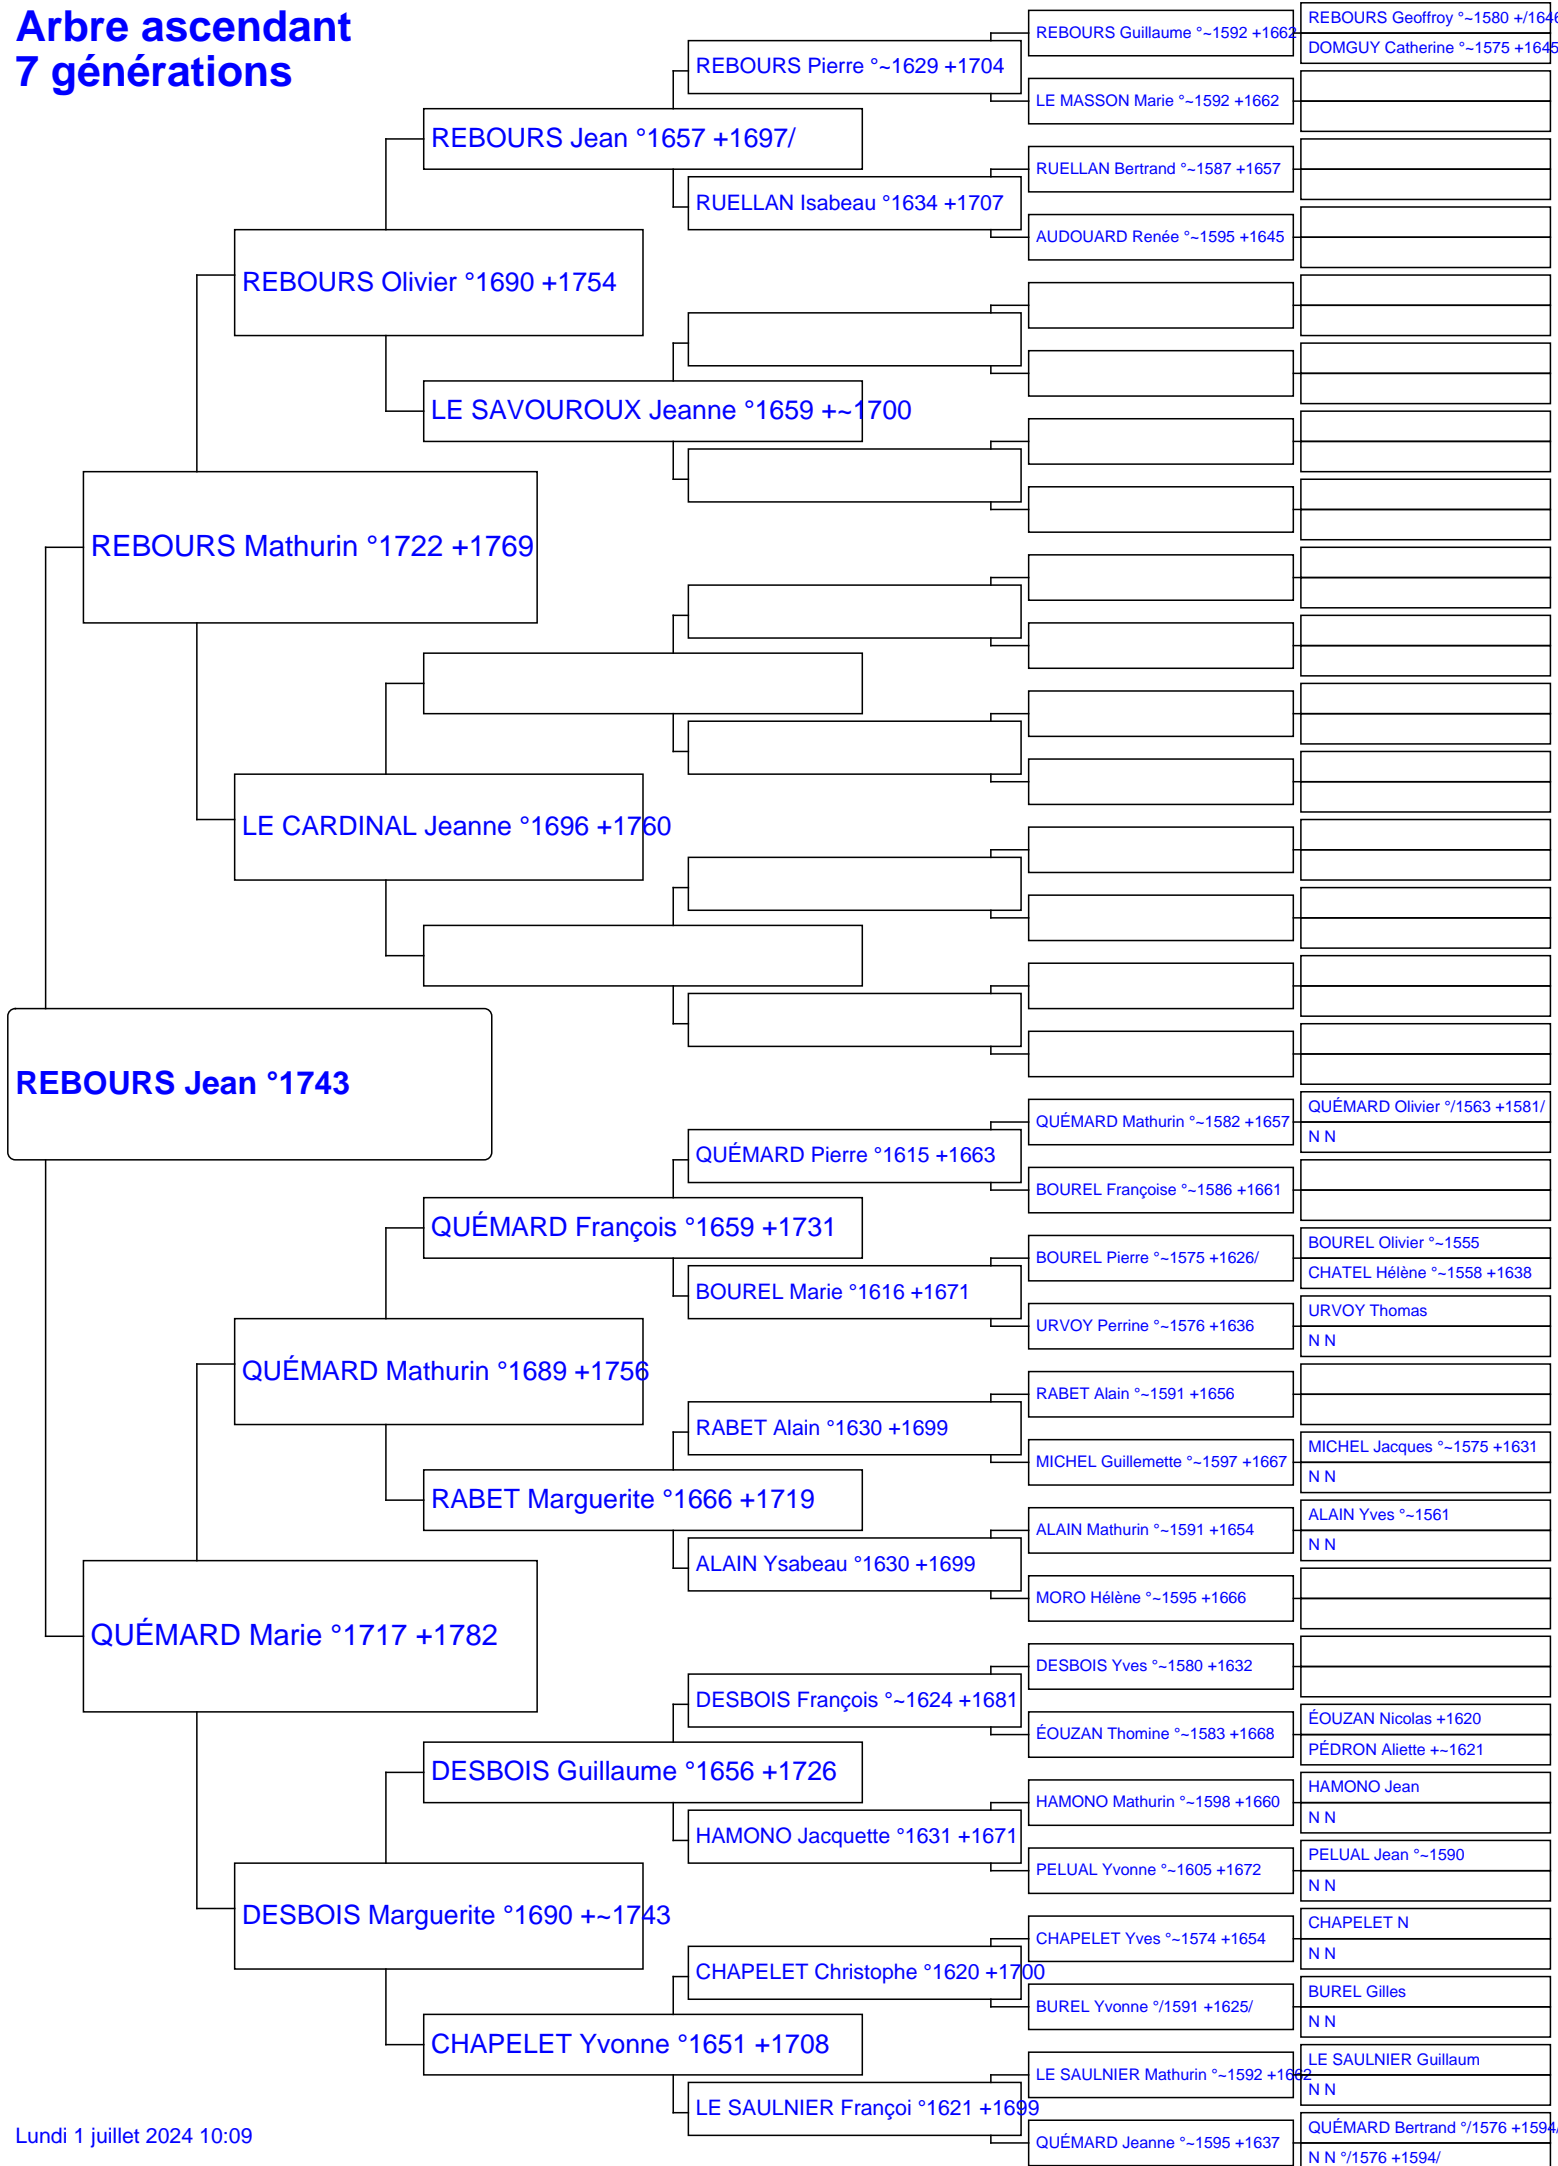 Arbre ascendant
7 générations
REBOURS Geoffroy °~1580 +/1646
REBOURS Guillaume °~1592 +1662
DOMGUY Catherine °~1575 +1645
REBOURS Pierre °~1629 +1704
LE MASSON Marie °~1592 +1662
REBOURS Jean °1657 +1697/
RUELLAN Bertrand °~1587 +1657
RUELLAN Isabeau °1634 +1707
AUDOUARD Renée °~1595 +1645
REBOURS Olivier °1690 +1754
LE SAVOUROUX Jeanne °1659 +~1700
REBOURS Mathurin °1722 +1769
LE CARDINAL Jeanne °1696 +1760
REBOURS Jean °1743
QUÉMARD Olivier °/1563 +1581/
QUÉMARD Mathurin °~1582 +1657
N N
QUÉMARD Pierre °1615 +1663
BOUREL Françoise °~1586 +1661
QUÉMARD François °1659 +1731
BOUREL Olivier °~1555
BOUREL Pierre °~1575 +1626/
CHATEL Hélène °~1558 +1638
BOUREL Marie °1616 +1671
URVOY Thomas
URVOY Perrine °~1576 +1636
N N
QUÉMARD Mathurin °1689 +1756
RABET Alain °~1591 +1656
RABET Alain °1630 +1699
MICHEL Jacques °~1575 +1631
MICHEL Guillemette °~1597 +1667
N N
RABET Marguerite °1666 +1719
ALAIN Yves °~1561
ALAIN Mathurin °~1591 +1654
N N
ALAIN Ysabeau °1630 +1699
MORO Hélène °~1595 +1666
QUÉMARD Marie °1717 +1782
DESBOIS Yves °~1580 +1632
DESBOIS François °~1624 +1681
ÉOUZAN Nicolas +1620
ÉOUZAN Thomine °~1583 +1668
PÉDRON Aliette +~1621
DESBOIS Guillaume °1656 +1726
HAMONO Jean
HAMONO Mathurin °~1598 +1660
N N
HAMONO Jacquette °1631 +1671
PELUAL Jean °~1590
PELUAL Yvonne °~1605 +1672
N N
DESBOIS Marguerite °1690 +~1743
CHAPELET N
CHAPELET Yves °~1574 +1654
N N
CHAPELET Christophe °1620 +1700
BUREL Gilles
BUREL Yvonne °/1591 +1625/
N N
CHAPELET Yvonne °1651 +1708
LE SAULNIER Guillaum
LE SAULNIER Mathurin °~1592 +1662
N N
LE SAULNIER Françoi °1621 +1699
QUÉMARD Bertrand °/1576 +1594/
QUÉMARD Jeanne °~1595 +1637
N N °/1576 +1594/
Lundi 1 juillet 2024 10:09